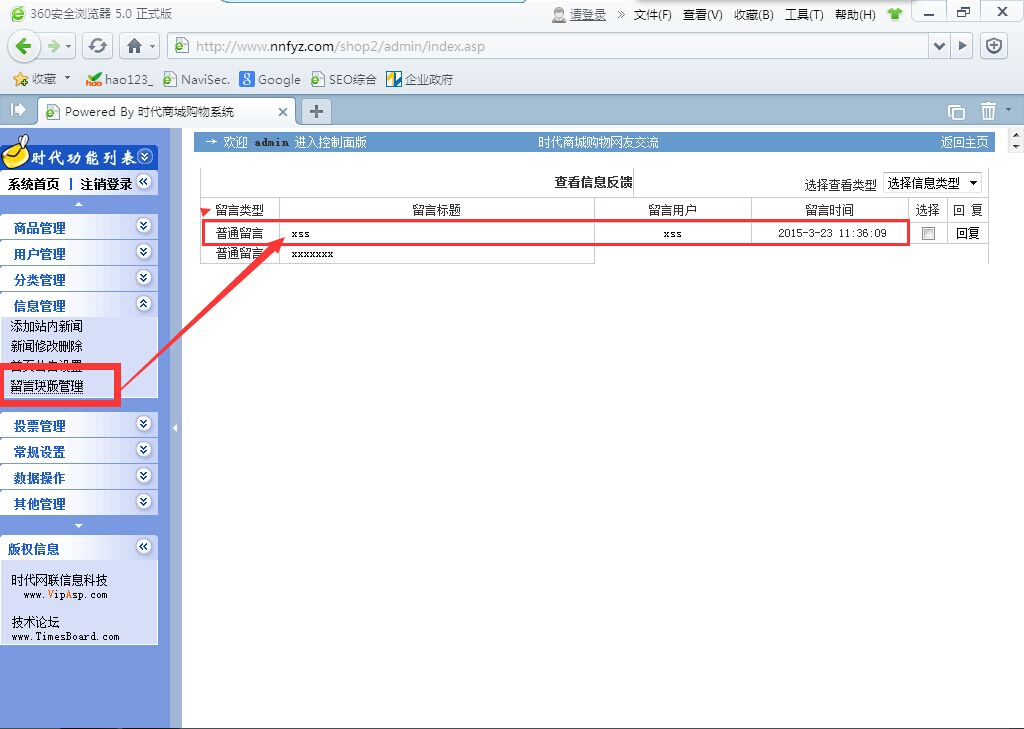 360安全浏览器 5.0 正式版
请登录 » 文件(F) 查看(V) 收藏(B) 工具(T) 帮助(H)
http://www.nnfyz.com/shop2/admin/index.asp
收藏 hao123_ NaviSec. Google SEO综合 企业政府
Powered By 时代商城购物系统
时代功能列表
系统首页 | 注销登录
→ 欢迎 admin 进入控制面版 时代商城购物网友交流 返回主页
查看信息反馈 选择查看类型 选择信息类型
留言类型 留言标题 留言用户 留言时间 选择 回 复
普通留言 xss xss 2015-3-23 11:36:09 回复
普通留言 xxxxxxx
商品管理
用户管理
分类管理
信息管理
添加站内新闻
新闻修改删除
首页公告设置
留言块版管理
投票管理
常规设置
数据操作
其他管理
版权信息
时代网联信息科技
www.VipAsp.com
技术论坛
www.TimesBoard.com